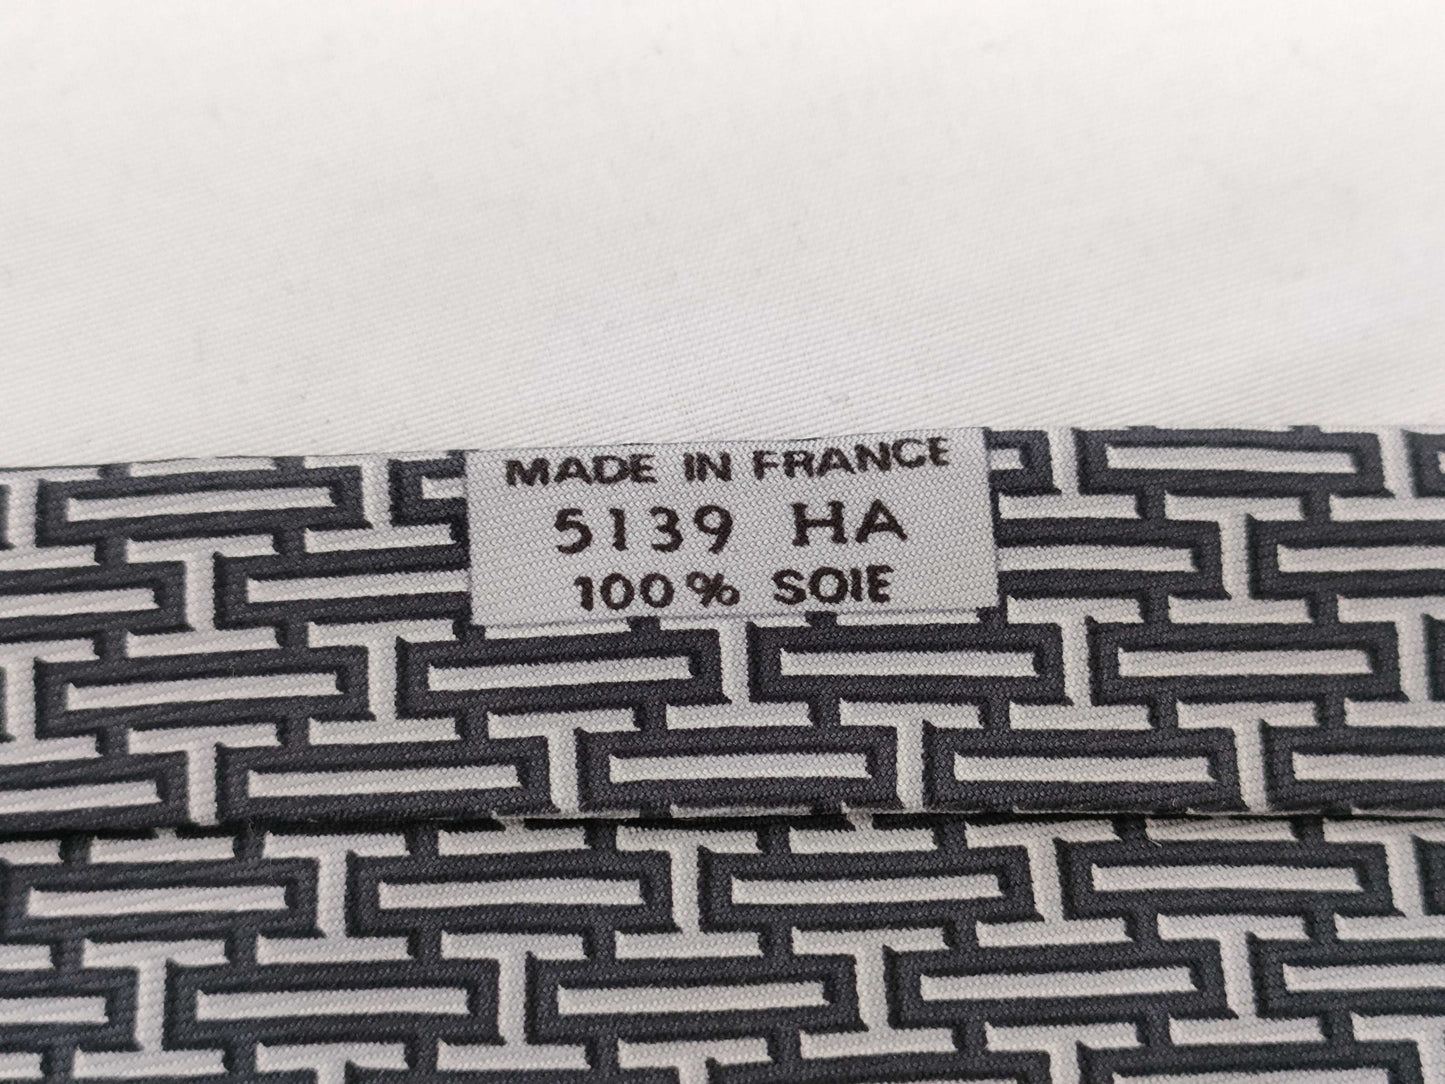 MADE IN FRANCE
5139 HA
100% SOIE